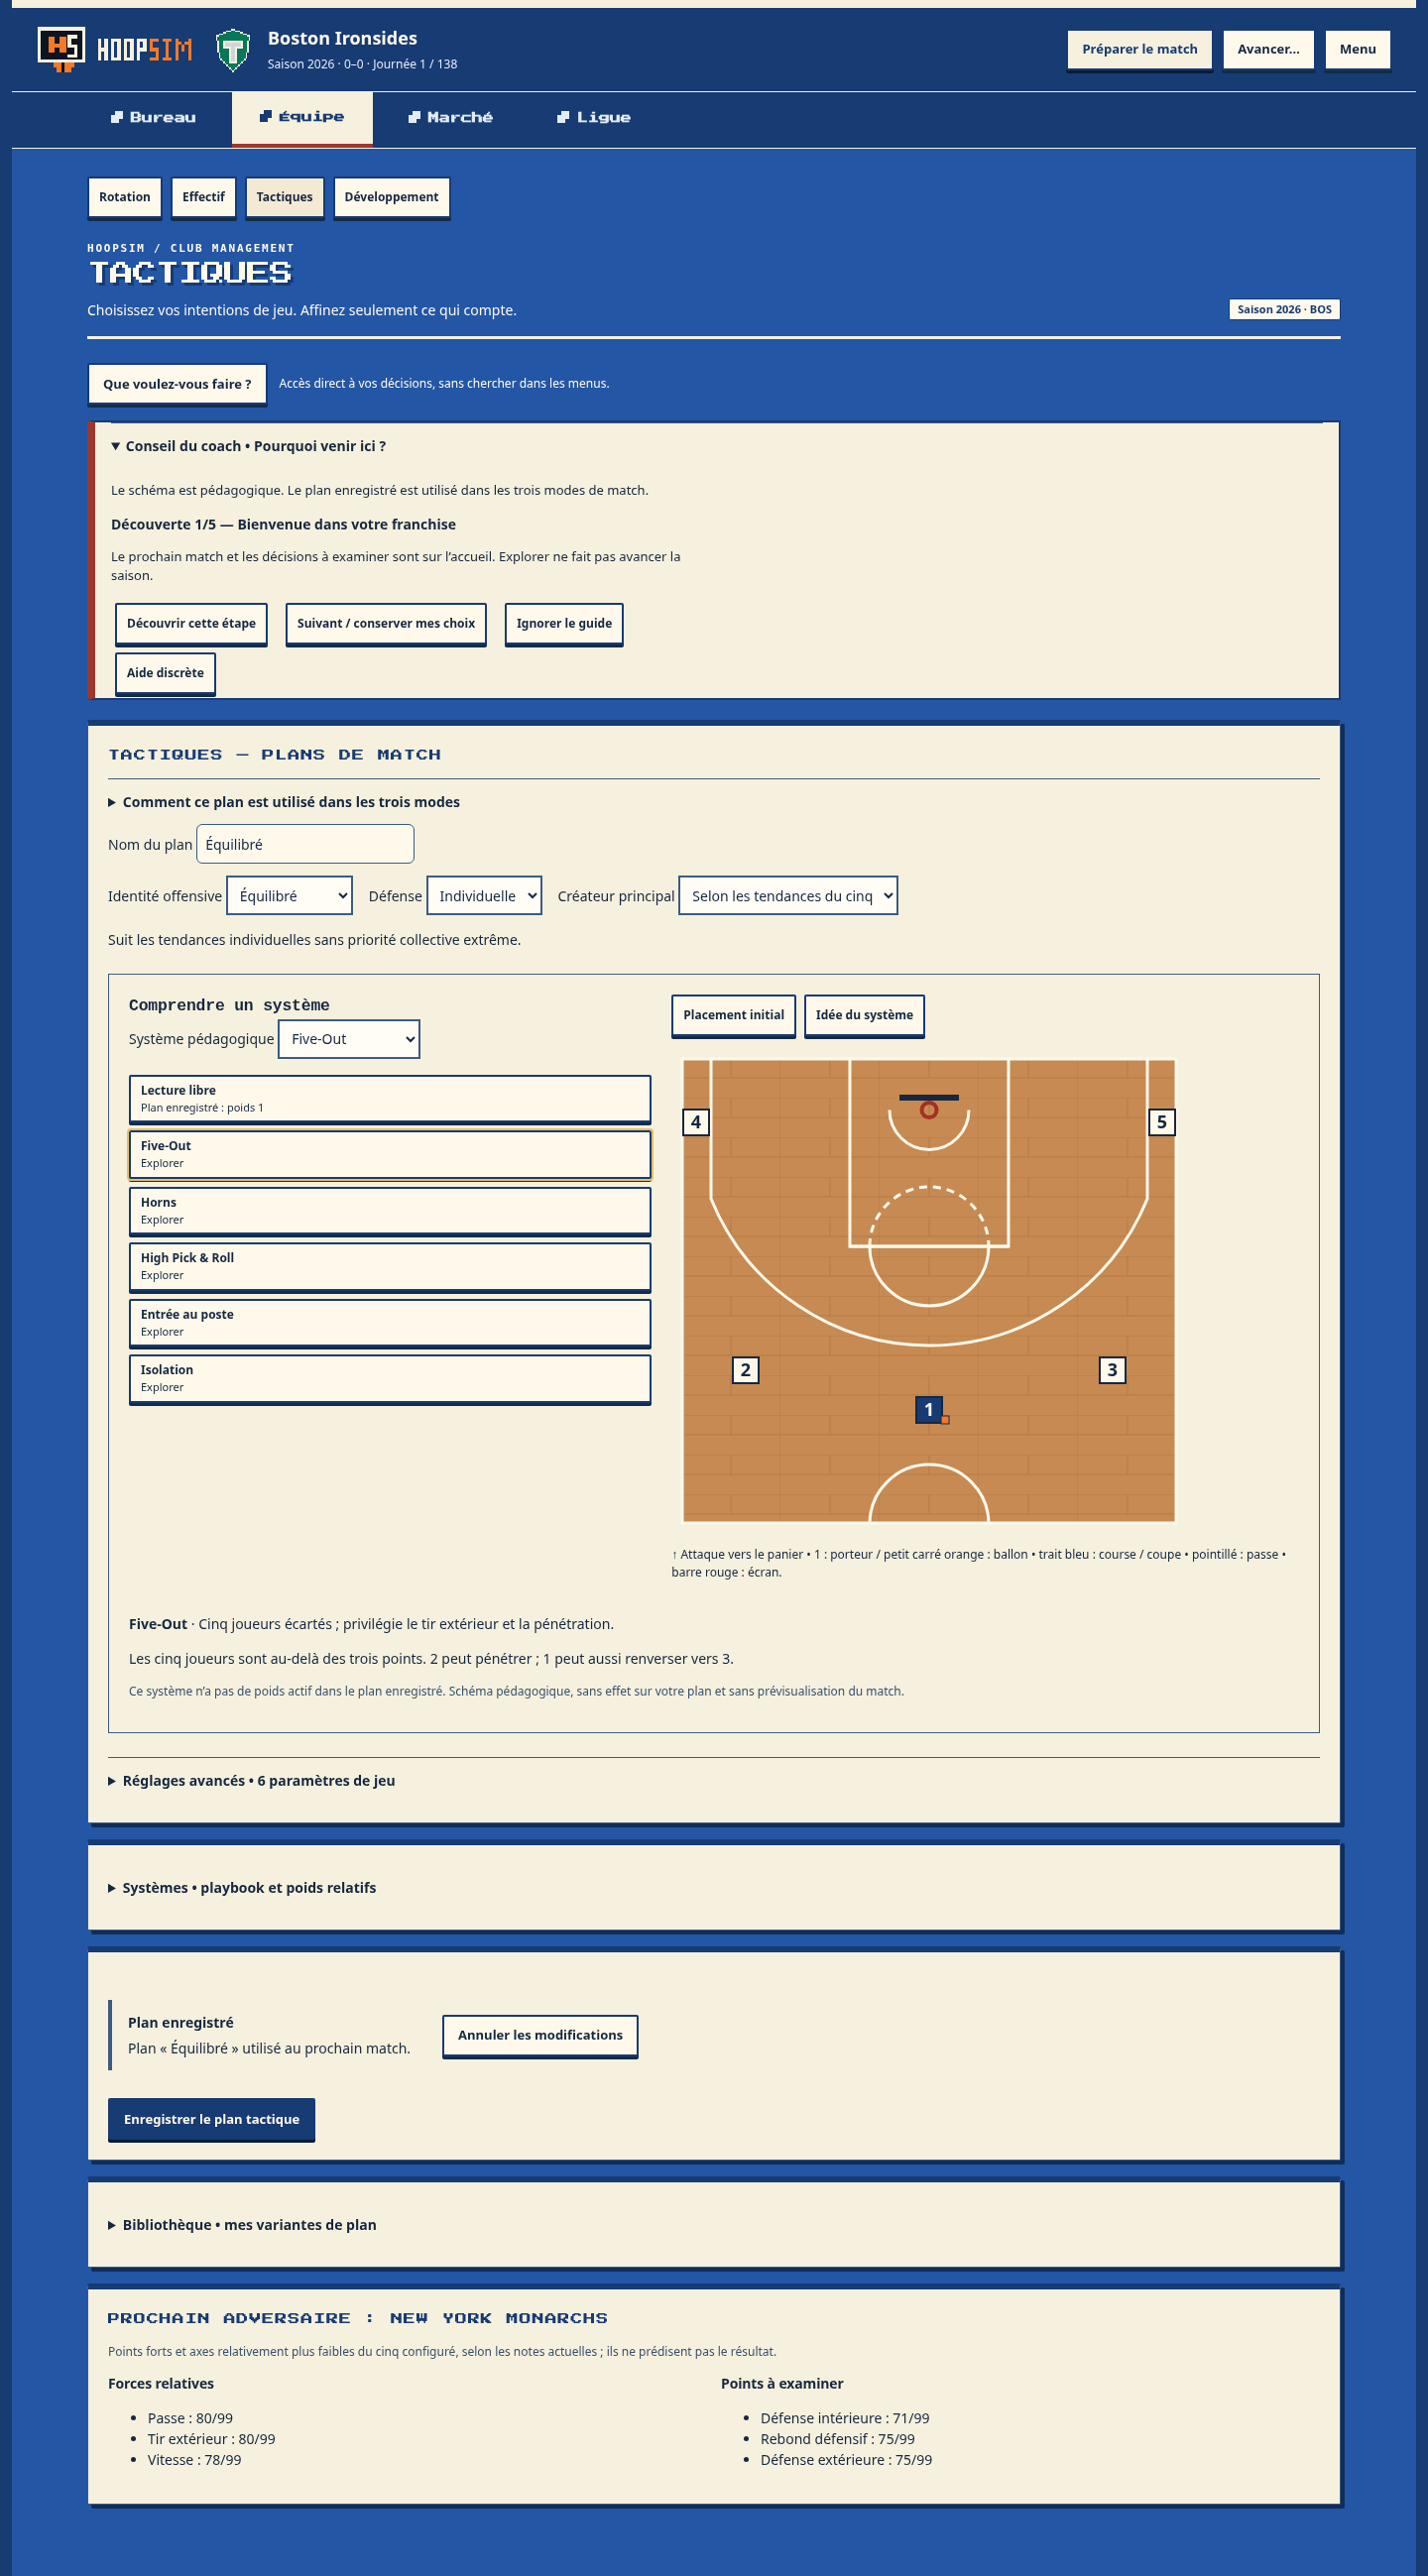 HS HOOPSIM
T
Boston Ironsides
Saison 2026 · 0–0 · Journée 1 / 138
Préparer le match
Avancer...
Menu
Bureau
Équipe
Marché
Ligue
Rotation
Effectif
Tactiques
Développement
HOOPSIM / CLUB MANAGEMENT
TACTIQUES
Choisissez vos intentions de jeu. Affinez seulement ce qui compte.
Saison 2026 · BOS
Que voulez-vous faire ?
Accès direct à vos décisions, sans chercher dans les menus.
▼ Conseil du coach • Pourquoi venir ici ?
Le schéma est pédagogique. Le plan enregistré est utilisé dans les trois modes de match.
Découverte 1/5 — Bienvenue dans votre franchise
Le prochain match et les décisions à examiner sont sur l’accueil. Explorer ne fait pas avancer la
saison.
Découvrir cette étape
Suivant / conserver mes choix
Ignorer le guide
Aide discrète
TACTIQUES — PLANS DE MATCH
▶ Comment ce plan est utilisé dans les trois modes
Nom du plan Équilibré
Identité offensive Équilibré
Défense Individuelle
Créateur principal Selon les tendances du cinq
Suit les tendances individuelles sans priorité collective extrême.
Comprendre un système
Système pédagogique Five-Out
Lecture libre
Plan enregistré : poids 1
Five-Out
Explorer
Horns
Explorer
High Pick & Roll
Explorer
Entrée au poste
Explorer
Isolation
Explorer
Placement initial
Idée du système
4
5
2
3
1
↑ Attaque vers le panier • 1 : porteur / petit carré orange : ballon • trait bleu : course / coupe • pointillé : passe •
barre rouge : écran.
Five-Out · Cinq joueurs écartés ; privilégie le tir extérieur et la pénétration.
Les cinq joueurs sont au-delà des trois points. 2 peut pénétrer ; 1 peut aussi renverser vers 3.
Ce système n’a pas de poids actif dans le plan enregistré. Schéma pédagogique, sans effet sur votre plan et sans prévisualisation du match.
▶ Réglages avancés • 6 paramètres de jeu
▶ Systèmes • playbook et poids relatifs
Plan enregistré
Plan « Équilibré » utilisé au prochain match.
Annuler les modifications
Enregistrer le plan tactique
▶ Bibliothèque • mes variantes de plan
PROCHAIN ADVERSAIRE : NEW YORK MONARCHS
Points forts et axes relativement plus faibles du cinq configuré, selon les notes actuelles ; ils ne prédisent pas le résultat.
Forces relatives
• Passe : 80/99
• Tir extérieur : 80/99
• Vitesse : 78/99
Points à examiner
• Défense intérieure : 71/99
• Rebond défensif : 75/99
• Défense extérieure : 75/99